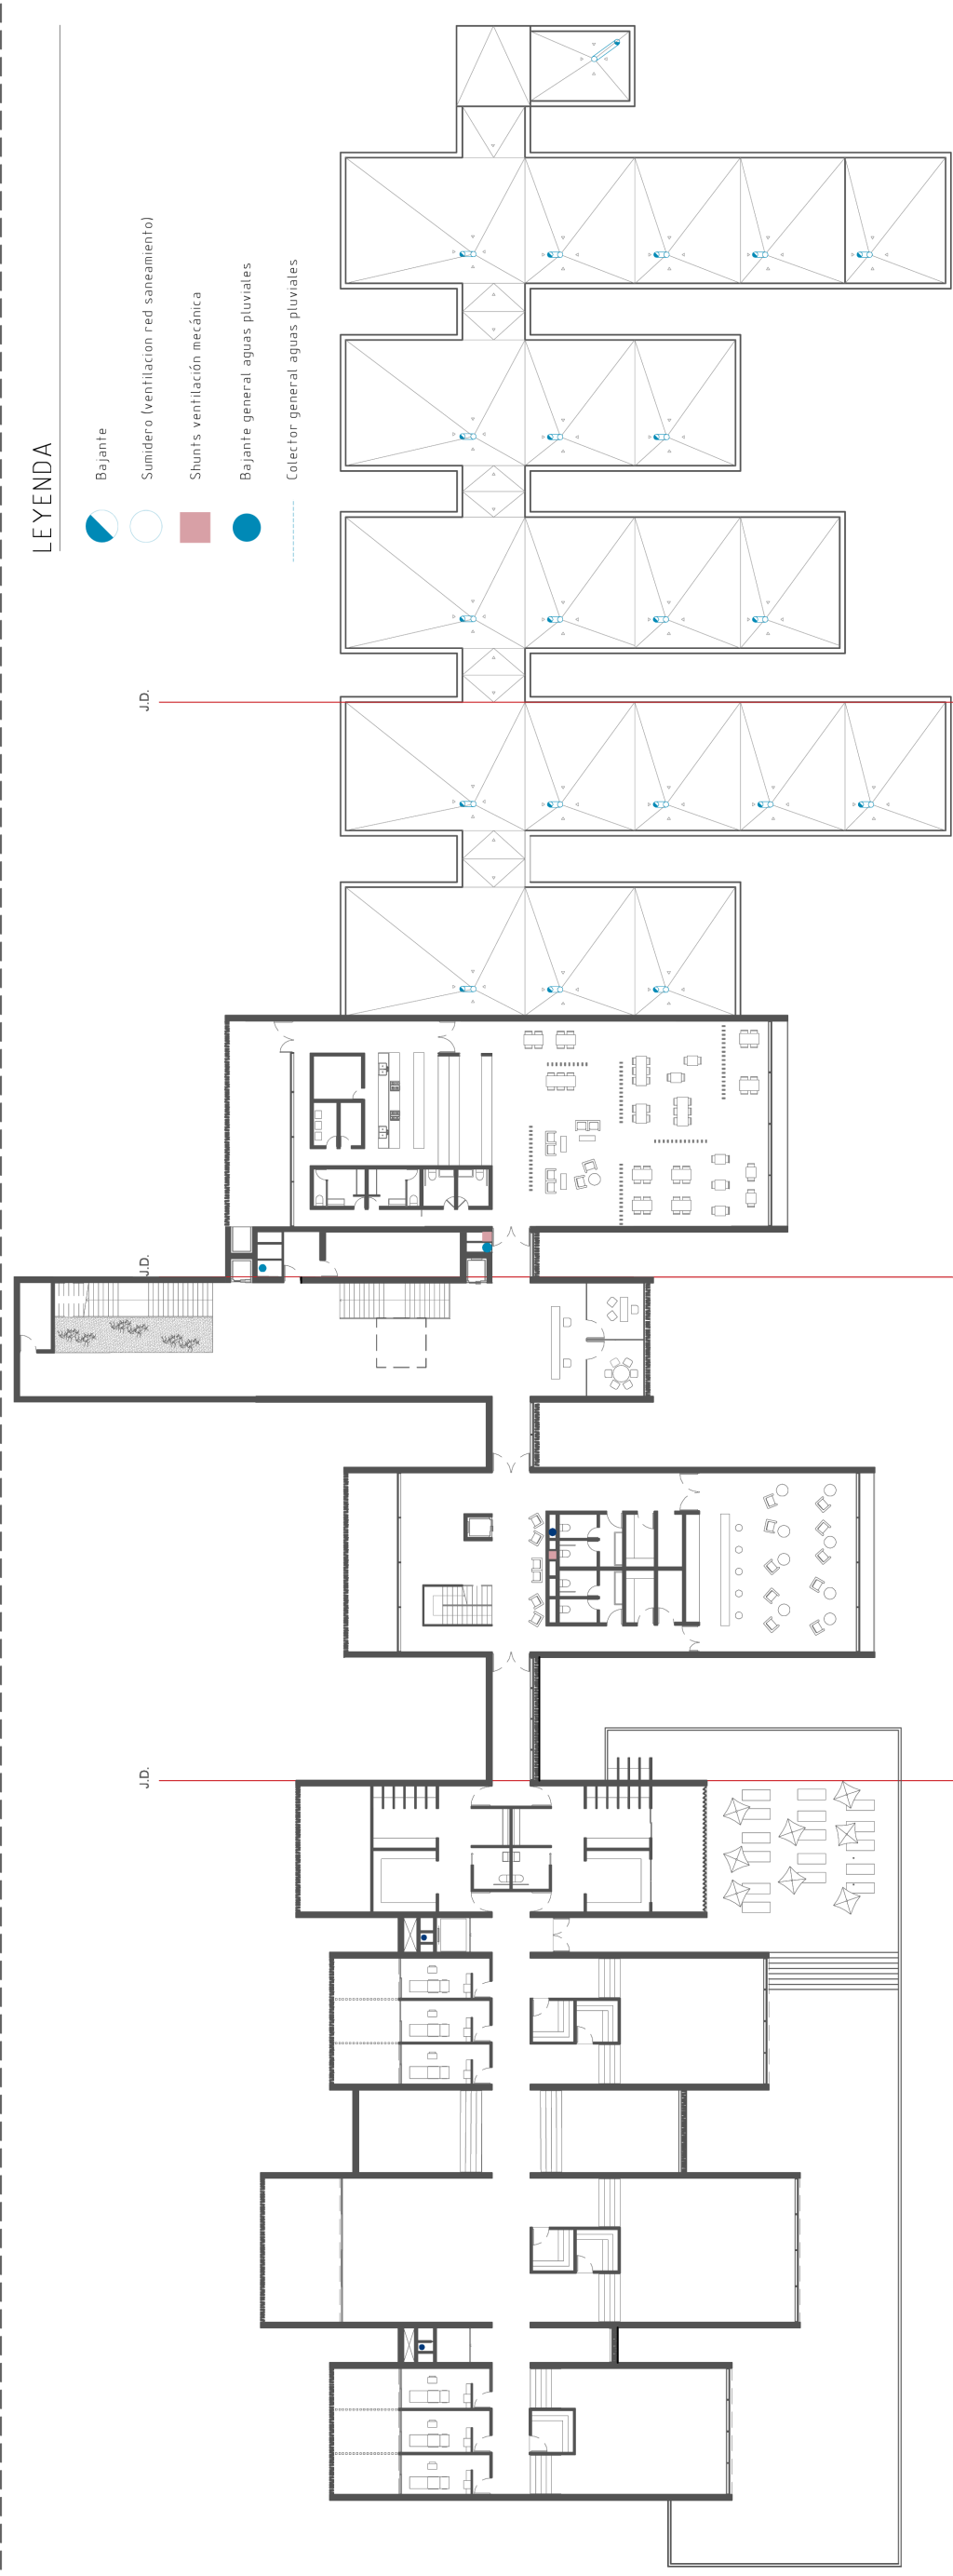 LEYENDA
Bajante
Sumidero (ventilacion red saneamiento)
Shunts ventilación mecánica
Bajante general aguas pluviales
Colector general aguas pluviales
J.D.
J.D.
J.D.